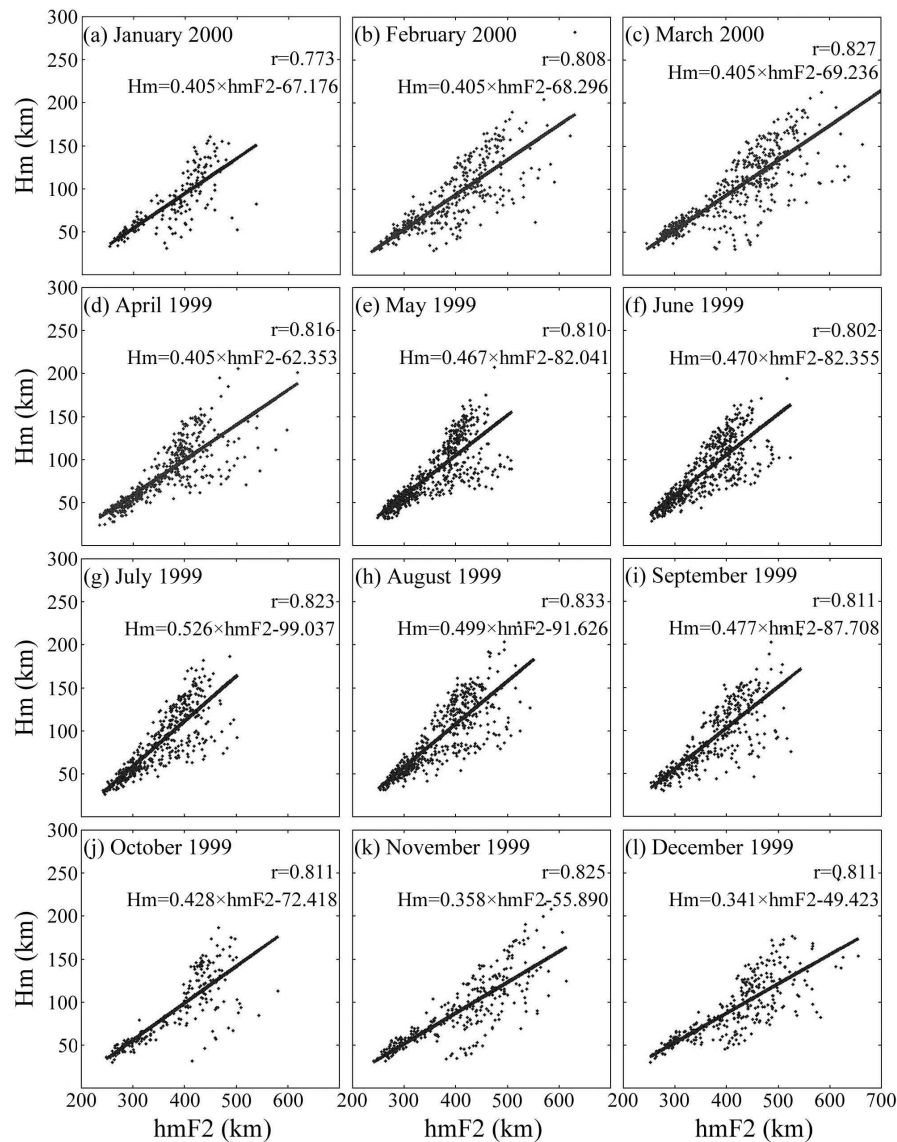 300
250
200
150
100
50
Hm (km)
(a) January 2000
r=0.773
Hm=0.405×hmF2-67.176
(b) February 2000
r=0.808
Hm=0.405×hmF2-68.296
(c) March 2000
r=0.827
Hm=0.405×hmF2-69.236
300
250
200
150
100
50
Hm (km)
(d) April 1999
r=0.816
Hm=0.405×hmF2-62.353
(e) May 1999
r=0.810
Hm=0.467×hmF2-82.041
(f) June 1999
r=0.802
Hm=0.470×hmF2-82.355
300
250
200
150
100
50
Hm (km)
(g) July 1999
r=0.823
Hm=0.526×hmF2-99.037
(h) August 1999
r=0.833
Hm=0.499×hmF2-91.626
(i) September 1999
r=0.811
Hm=0.477×hmF2-87.708
300
250
200
150
100
50
Hm (km)
(j) October 1999
r=0.811
Hm=0.428×hmF2-72.418
(k) November 1999
r=0.825
Hm=0.358×hmF2-55.890
(l) December 1999
r=0.811
Hm=0.341×hmF2-49.423
200 300 400 500 600 200 300 400 500 600 200 300 400 500 600 700
hmF2 (km) hmF2 (km) hmF2 (km)